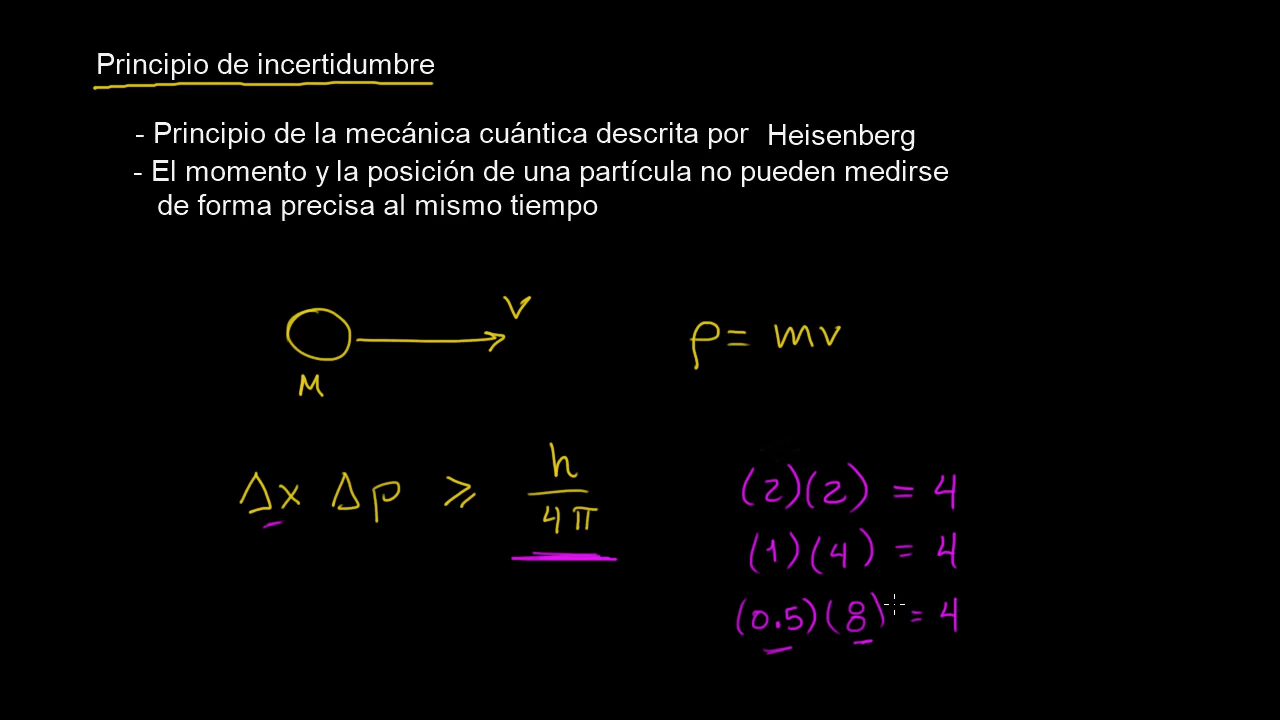 Principio de incertidumbre
- Principio de la mecánica cuántica descrita por Heisenberg
- El momento y la posición de una partícula no pueden medirse
de forma precisa al mismo tiempo
V
M
p = mv
Δx Δp ≥ h / 4π
(2)(2) = 4
(1)(4) = 4
(0.5)(8) = 4